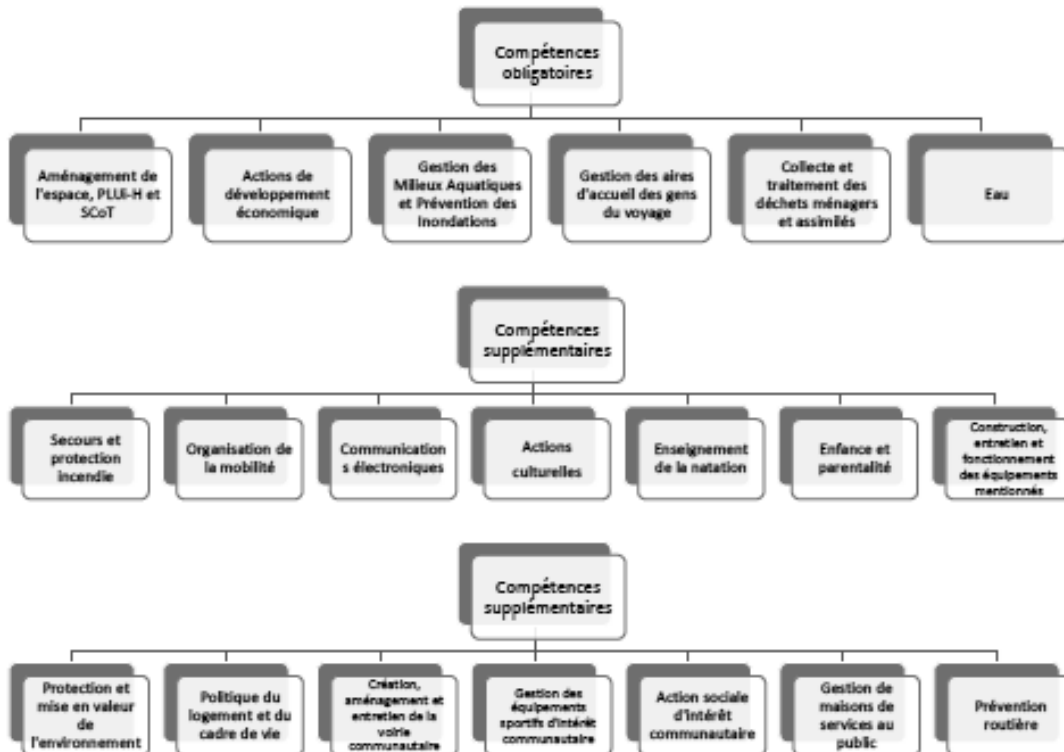 Compétences
obligatoires
Aménagement de
l'espace, PLUI-H et
SCoT
Actions de
développement
économique
Gestion des
Milieux Aquatiques
et Prévention des
Inondations
Gestion des aires
d'accueil des gens
du voyage
Collecte et
traitement des
déchets ménagers
et assimilés
Eau
Compétences
supplémentaires
Secours et
protection
incendie
Organisation de
la mobilité
Communication
s électroniques
Actions
culturelles
Enseignement
de la natation
Enfance et
parentalité
Construction,
entretien et
fonctionnement
des équipements
mentionnés
Compétences
supplémentaires
Protection et
mise en valeur
de
l'environnement
Politique du
logement et du
cadre de vie
Création,
aménagement et
entretien de la
voirie
communautaire
Gestion des
équipements
sportifs d'intérêt
communautaire
Action sociale
d'intérêt
communautaire
Gestion de
maisons de
services au
public
Prévention
routière